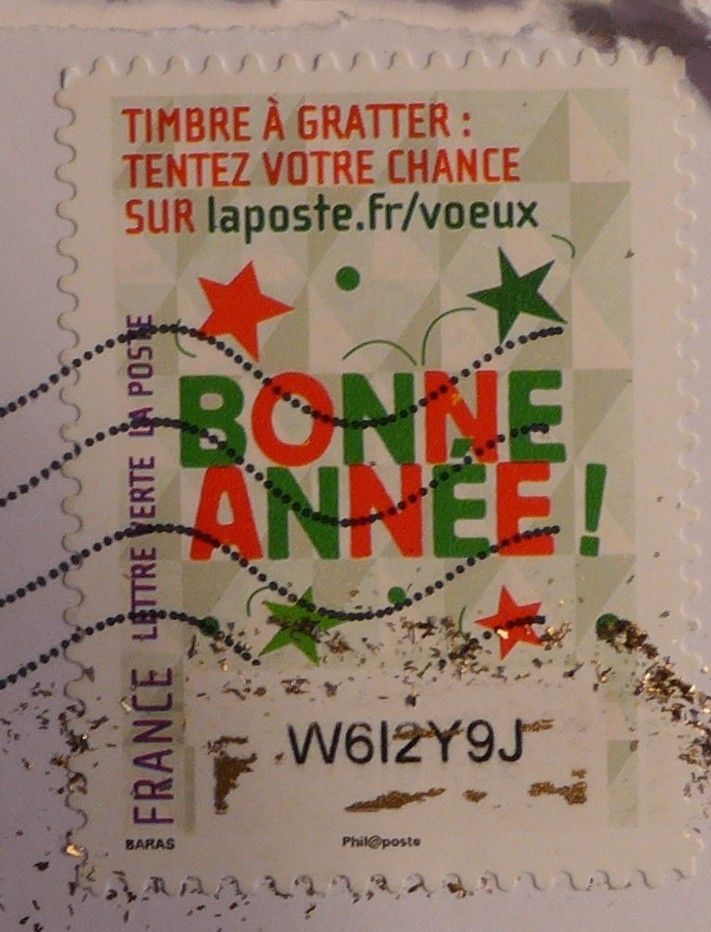 TIMBRE À GRATTER :
TENTEZ VOTRE CHANCE
SUR laposte.fr/voeux
BONNE
ANNÉE !
FRANCE LETTRE VERTE LA POSTE
W6I2Y9J
BARAS
Phil@poste